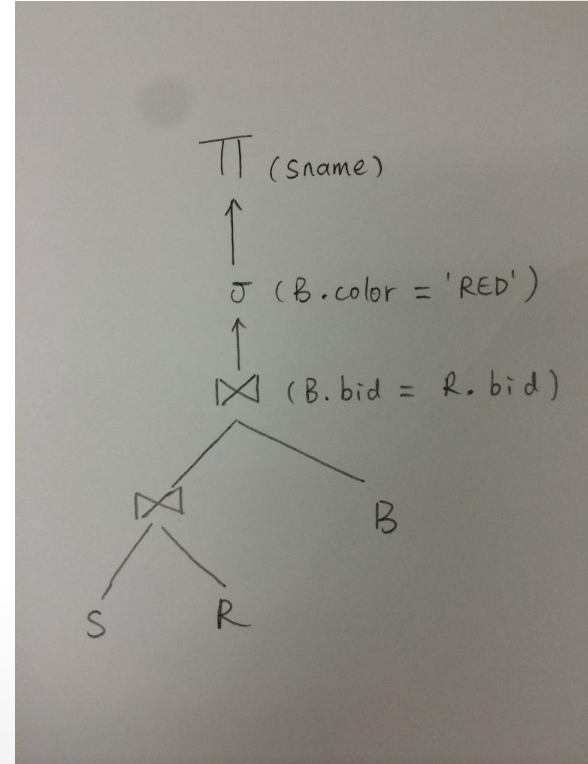 Π (Sname)
σ (B.color = 'RED')
⋈ (B.bid = R.bid)
⋈
B
S R